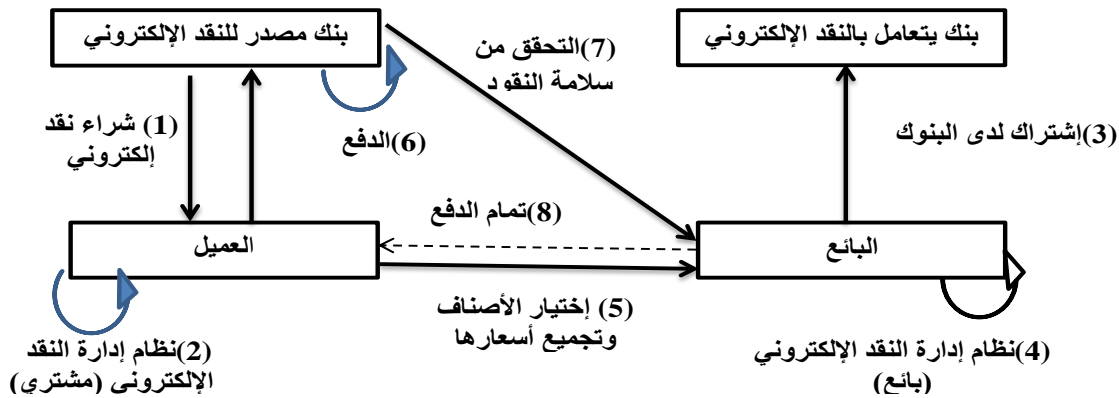 بنك مصدر للنقد الإلكتروني
بنك يتعامل بالنقد الإلكتروني
(7)التحقق من
سلامة النقود
(1) شراء نقد
إلكتروني
(6)الدفع
(3)إشتراك لدى البنوك
(8)تمام الدفع
العميل
البائع
(5) إختيار الأصناف
وتجميع أسعارها
(2)نظام إدارة النقد
الإلكتروني (مشتري)
(4)نظام إدارة النقد الإلكتروني
(بائع)